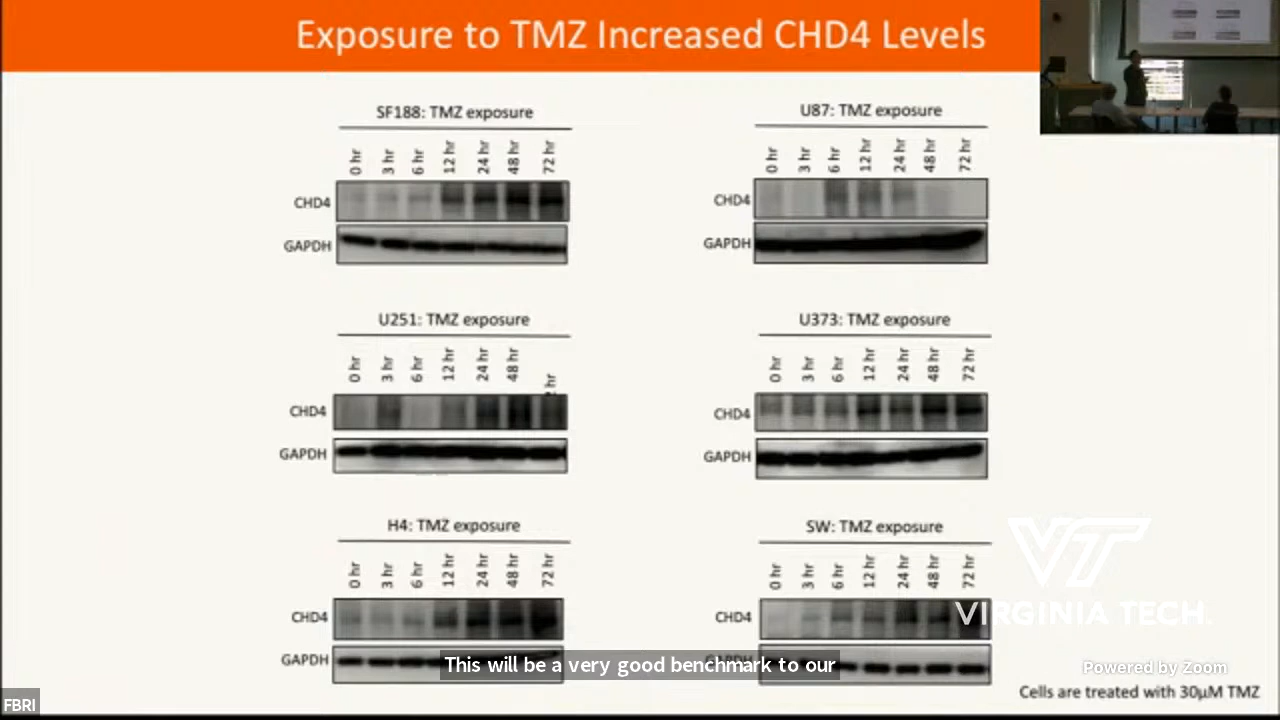 Exposure to TMZ Increased CHD4 Levels
SF188: TMZ exposure
0 hr 3 hr 6 hr 12 hr 24 hr 48 hr 72 hr
CHD4
GAPDH
U87: TMZ exposure
0 hr 3 hr 6 hr 12 hr 24 hr 48 hr 72 hr
CHD4
GAPDH
U251: TMZ exposure
0 hr 3 hr 6 hr 12 hr 24 hr 48 hr hr
CHD4
GAPDH
U373: TMZ exposure
0 hr 3 hr 6 hr 12 hr 24 hr 48 hr 72 hr
CHD4
GAPDH
H4: TMZ exposure
0 hr 3 hr 6 hr 12 hr 24 hr 48 hr 72 hr
CHD4
GAPDH
SW: TMZ exposure
0 hr 3 hr 6 hr 12 hr 24 hr 48 hr 72 hr
CHD4
VT
VIRGINIA TECH.
This will be a very good benchmark to our
Powered by Zoom
Cells are treated with 30µM TMZ
FBRI